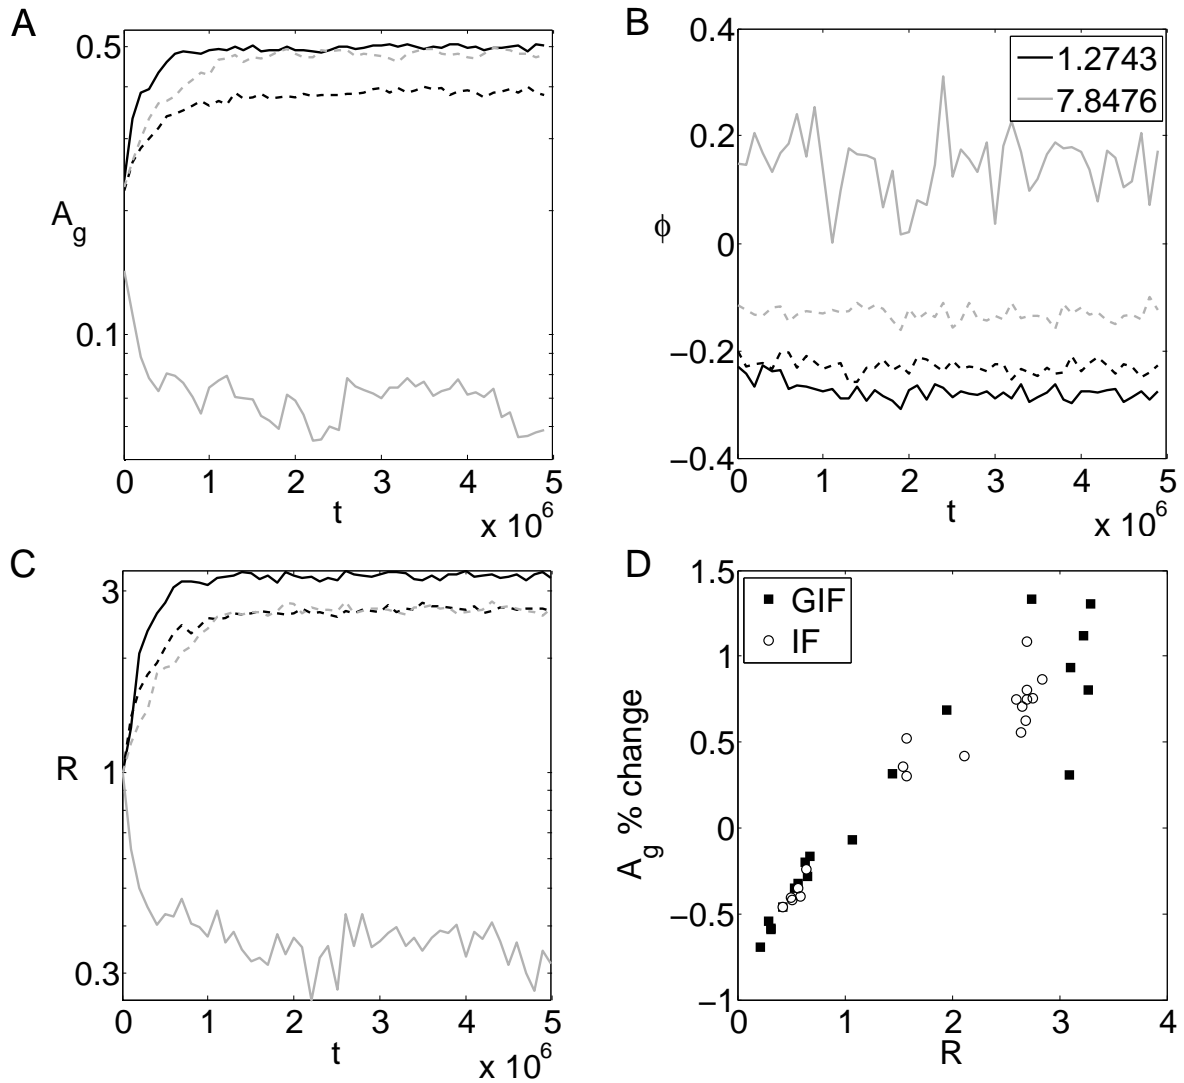 A
0.5
A_g
0.1
0 1 2 3 4 5
t
x 10^6
B
0.4
1.2743
7.8476
0.2
ϕ
0
−0.2
−0.4
0 1 2 3 4 5
t
x 10^6
C
3
R
1
0.3
0 1 2 3 4 5
t
x 10^6
D
1.5
GIF
IF
1
A_g % change
0.5
0
−0.5
−1
0 1 2 3 4
R